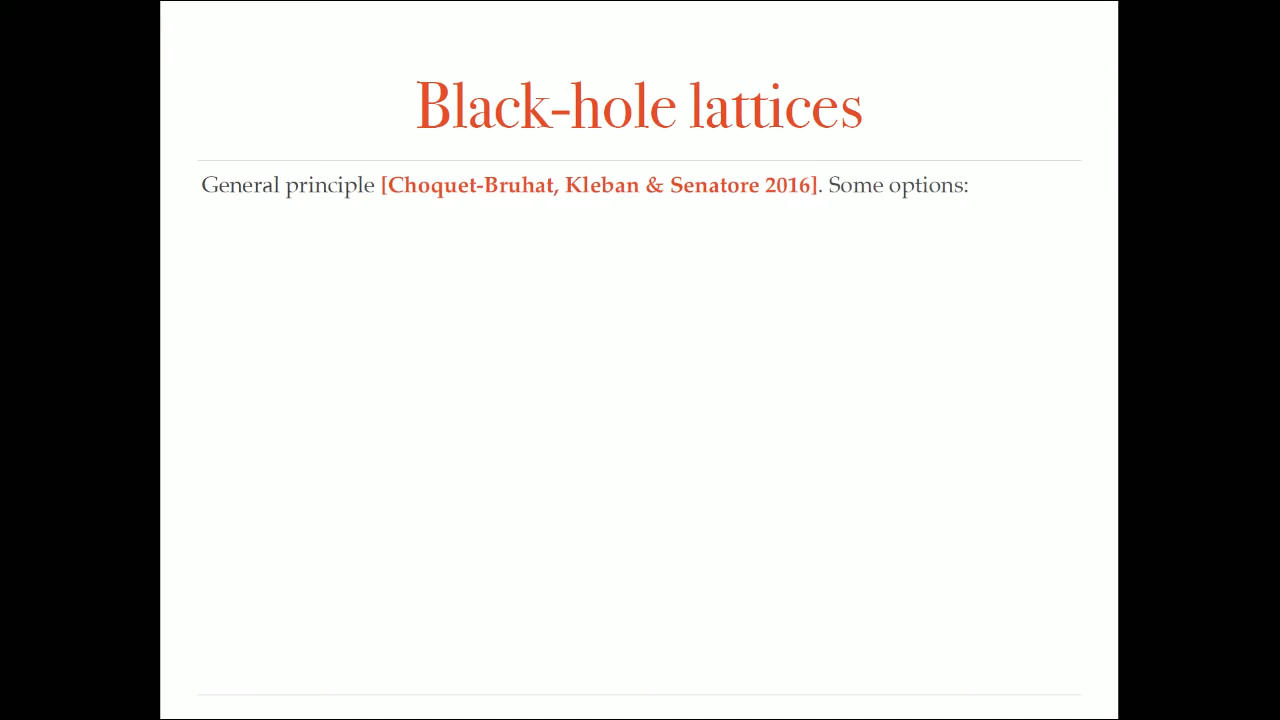 Black-hole lattices
General principle [Choquet-Bruhat, Kleban & Senatore 2016]. Some options: